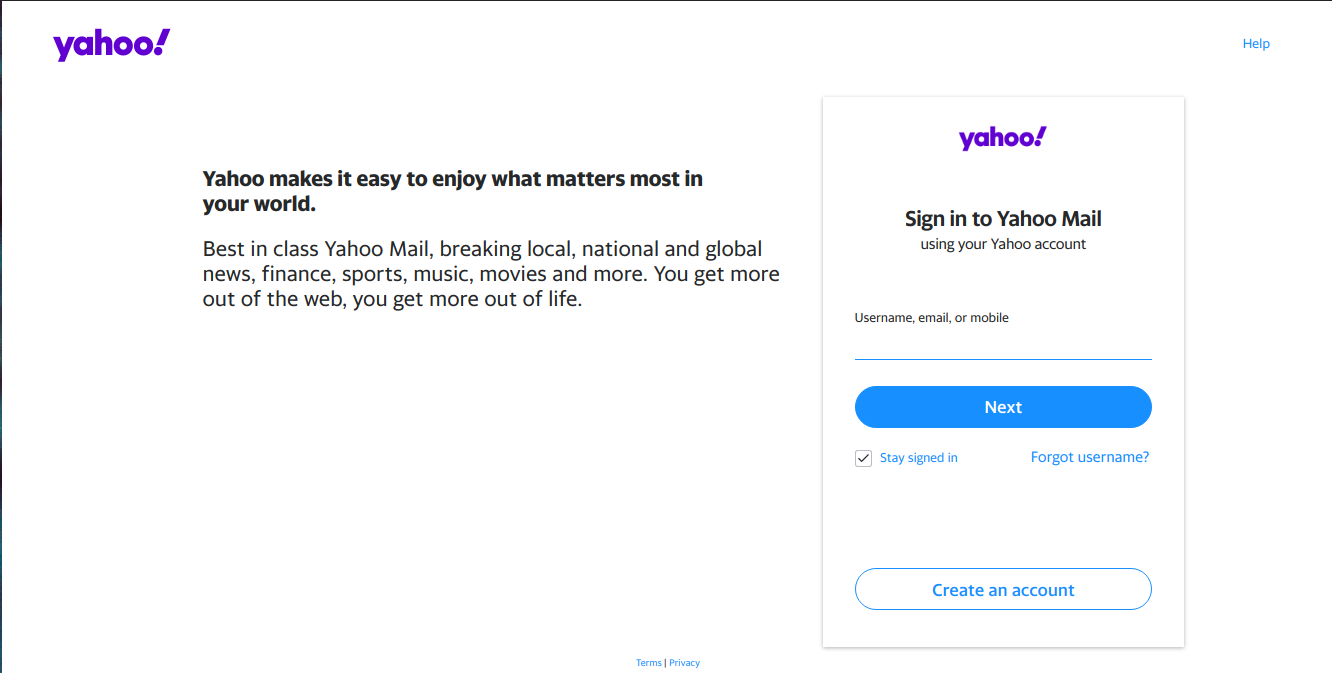 yahoo!
Help
yahoo!
Yahoo makes it easy to enjoy what matters most in
your world.
Best in class Yahoo Mail, breaking local, national and global
news, finance, sports, music, movies and more. You get more
out of the web, you get more out of life.
Sign in to Yahoo Mail
using your Yahoo account
Username, email, or mobile
Next
Stay signed in
Forgot username?
Create an account
Terms | Privacy